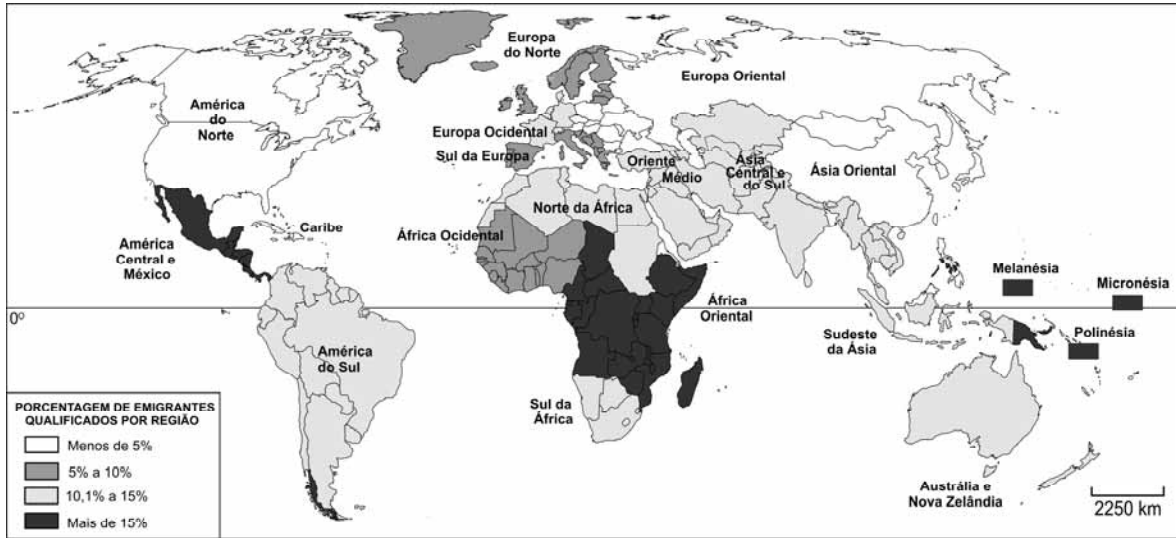 Europa
do Norte
Europa Oriental
América
do
Norte
Europa Ocidental
Sul da Europa
Oriente
Médio
Ásia
Central e
do Sul
Ásia Oriental
Norte da África
Caribe
África Ocidental
América
Central e
México
Melanésia
Micronésia
África
Oriental
0º
Sudeste
da Ásia
Polinésia
América
do Sul
Sul da
África
PORCENTAGEM DE EMIGRANTES
QUALIFICADOS POR REGIÃO
Menos de 5%
5% a 10%
10,1% a 15%
Mais de 15%
Austrália e
Nova Zelândia
2250 km